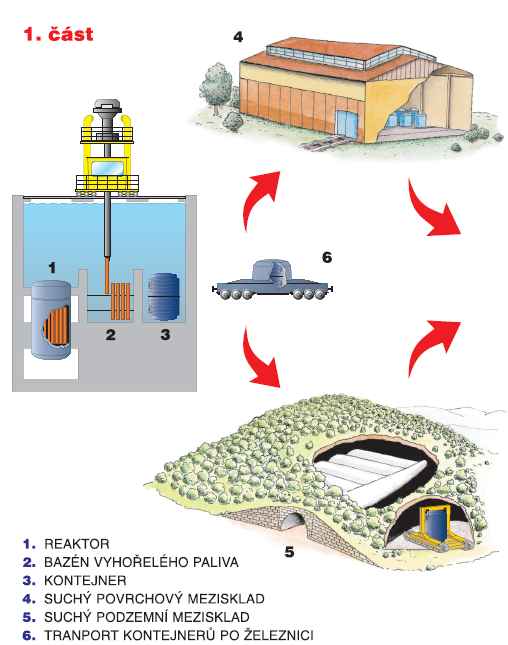 1. část
4
1
6
2
3
5
1. REAKTOR
2. BAZÉN VYHOŘELÉHO PALIVA
3. KONTEJNER
4. SUCHÝ POVRCHOVÝ MEZISKLAD
5. SUCHÝ PODZEMNÍ MEZISKLAD
6. TRANPORT KONTEJNERŮ PO ŽELEZNICI